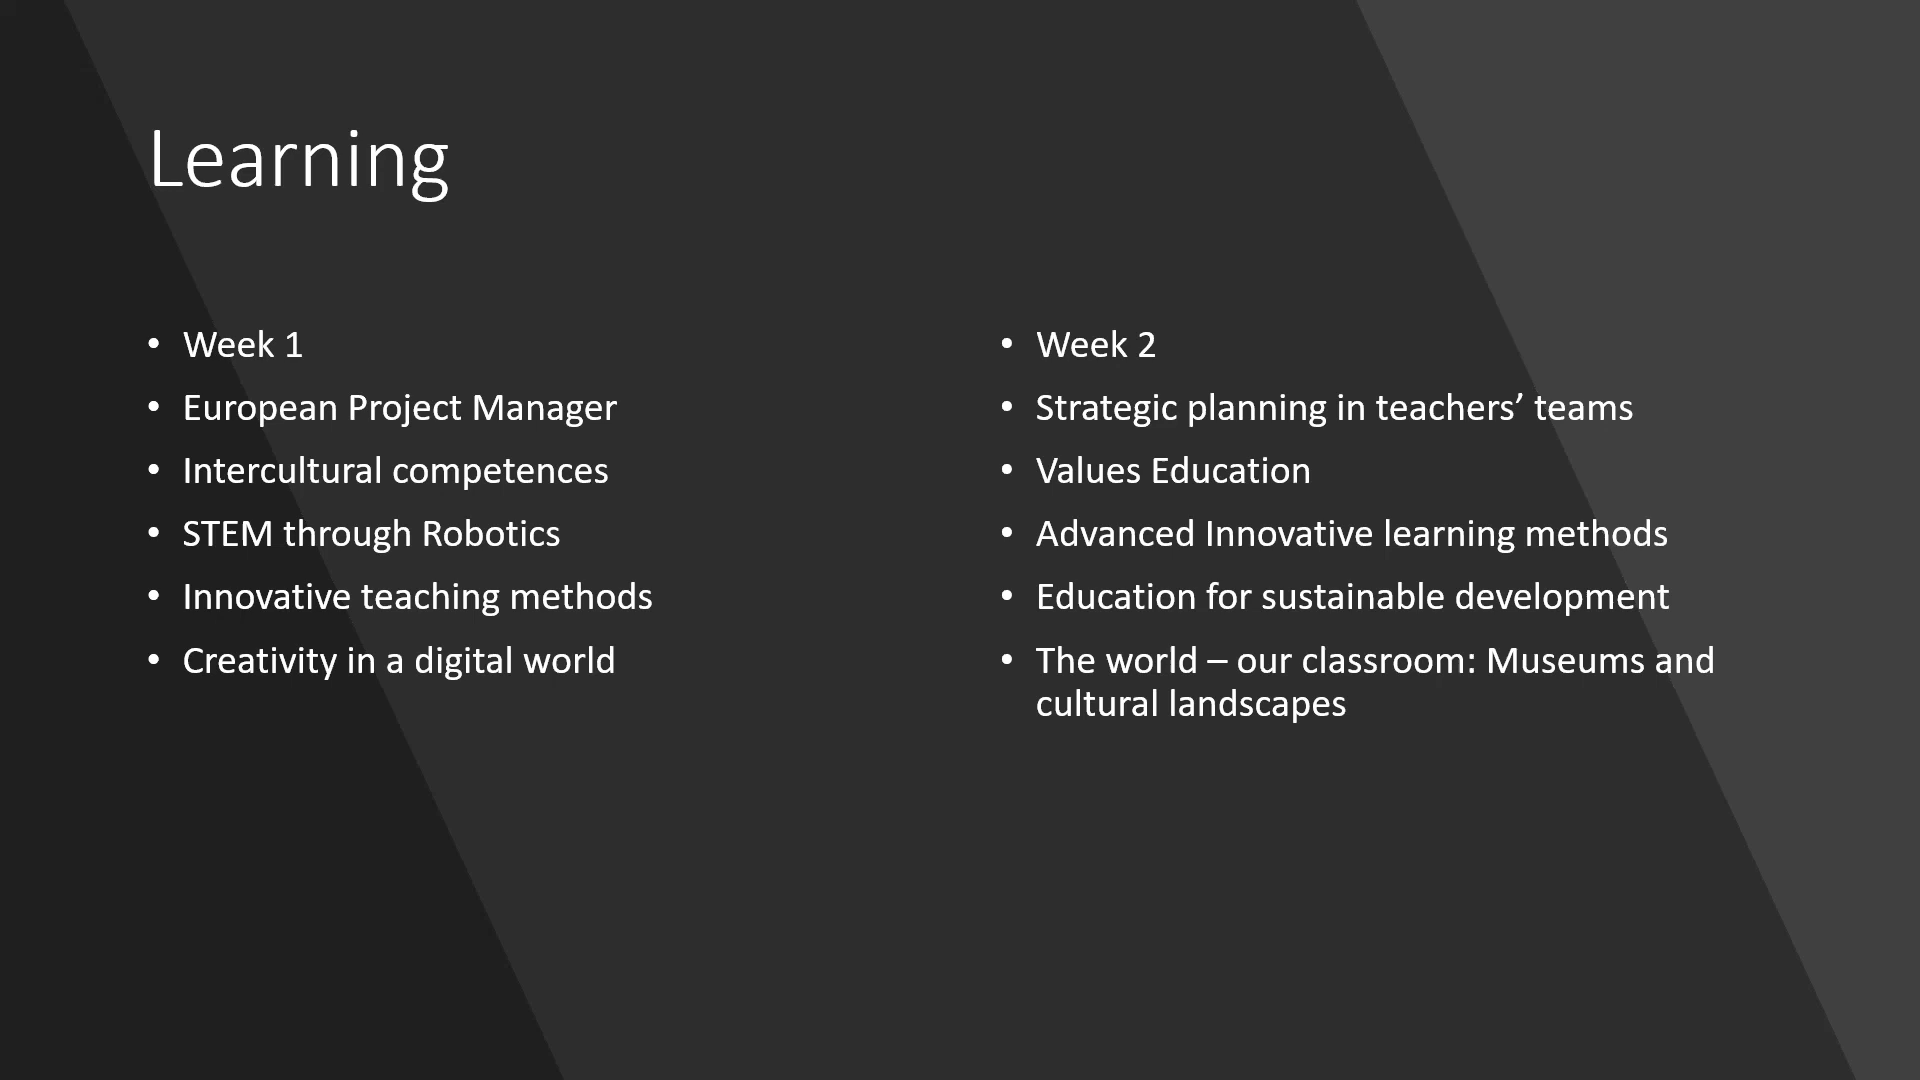 Learning
• Week 1
• European Project Manager
• Intercultural competences
• STEM through Robotics
• Innovative teaching methods
• Creativity in a digital world
• Week 2
• Strategic planning in teachers’ teams
• Values Education
• Advanced Innovative learning methods
• Education for sustainable development
• The world – our classroom: Museums and
cultural landscapes